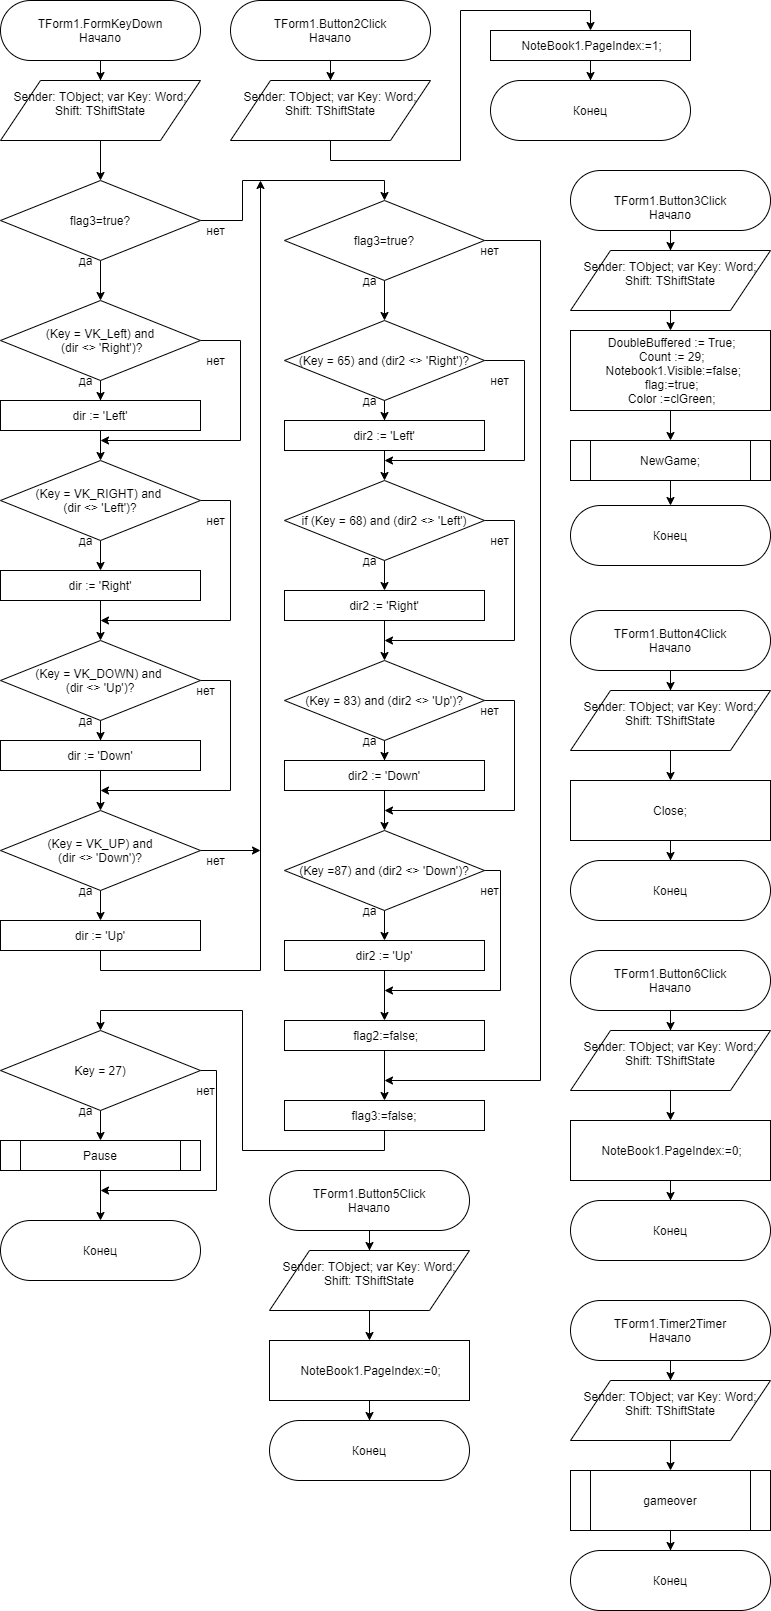 TForm1.FormKeyDown
Начало
Sender: TObject; var Key: Word;
Shift: TShiftState
flag3=true?
нет
да
(Key = VK_Left) and
(dir <> 'Right')?
нет
да
dir := 'Left'
(Key = VK_RIGHT) and
(dir <> 'Left')?
нет
да
dir := 'Right'
(Key = VK_DOWN) and
(dir <> 'Up')?
нет
да
dir := 'Down'
(Key = VK_UP) and
(dir <> 'Down')?
нет
да
dir := 'Up'
flag3=true?
нет
да
(Key = 65) and (dir2 <> 'Right')?
нет
да
dir2 := 'Left'
if (Key = 68) and (dir2 <> 'Left')
нет
да
dir2 := 'Right'
(Key = 83) and (dir2 <> 'Up')?
нет
да
dir2 := 'Down'
(Key =87) and (dir2 <> 'Down')?
нет
да
dir2 := 'Up'
flag2:=false;
flag3:=false;
Key = 27)
нет
да
Pause
Конец
TForm1.Button2Click
Начало
Sender: TObject; var Key: Word;
Shift: TShiftState
NoteBook1.PageIndex:=1;
Конец
TForm1.Button3Click
Начало
Sender: TObject; var Key: Word;
Shift: TShiftState
DoubleBuffered := True;
Count := 29;
Notebook1.Visible:=false;
flag:=true;
Color :=clGreen;
NewGame;
Конец
TForm1.Button4Click
Начало
Sender: TObject; var Key: Word;
Shift: TShiftState
Close;
Конец
TForm1.Button6Click
Начало
Sender: TObject; var Key: Word;
Shift: TShiftState
NoteBook1.PageIndex:=0;
Конец
TForm1.Button5Click
Начало
Sender: TObject; var Key: Word;
Shift: TShiftState
NoteBook1.PageIndex:=0;
Конец
TForm1.Timer2Timer
Начало
Sender: TObject; var Key: Word;
Shift: TShiftState
gameover
Конец